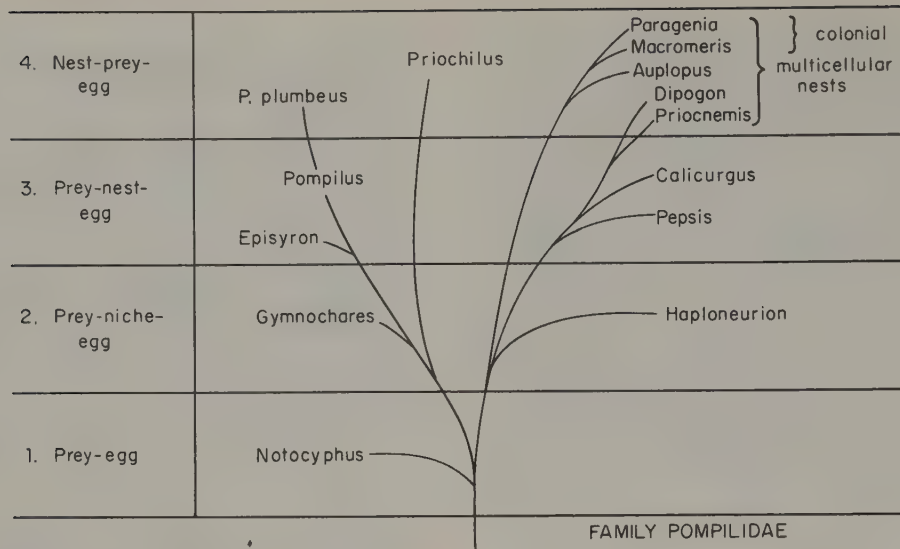 4. Nest-prey-
egg
P. plumbeus
Priochilus
Paragenia
Macromeris
Auplopus
Dipogon
Priocnemis
} colonial
} multicellular
nests
3. Prey-nest-
egg
Pompilus
Episyron
Calicurgus
Pepsis
2. Prey-niche-
egg
Gymnochares
Haploneurion
1. Prey-egg
Notocyphus
FAMILY POMPILIDAE